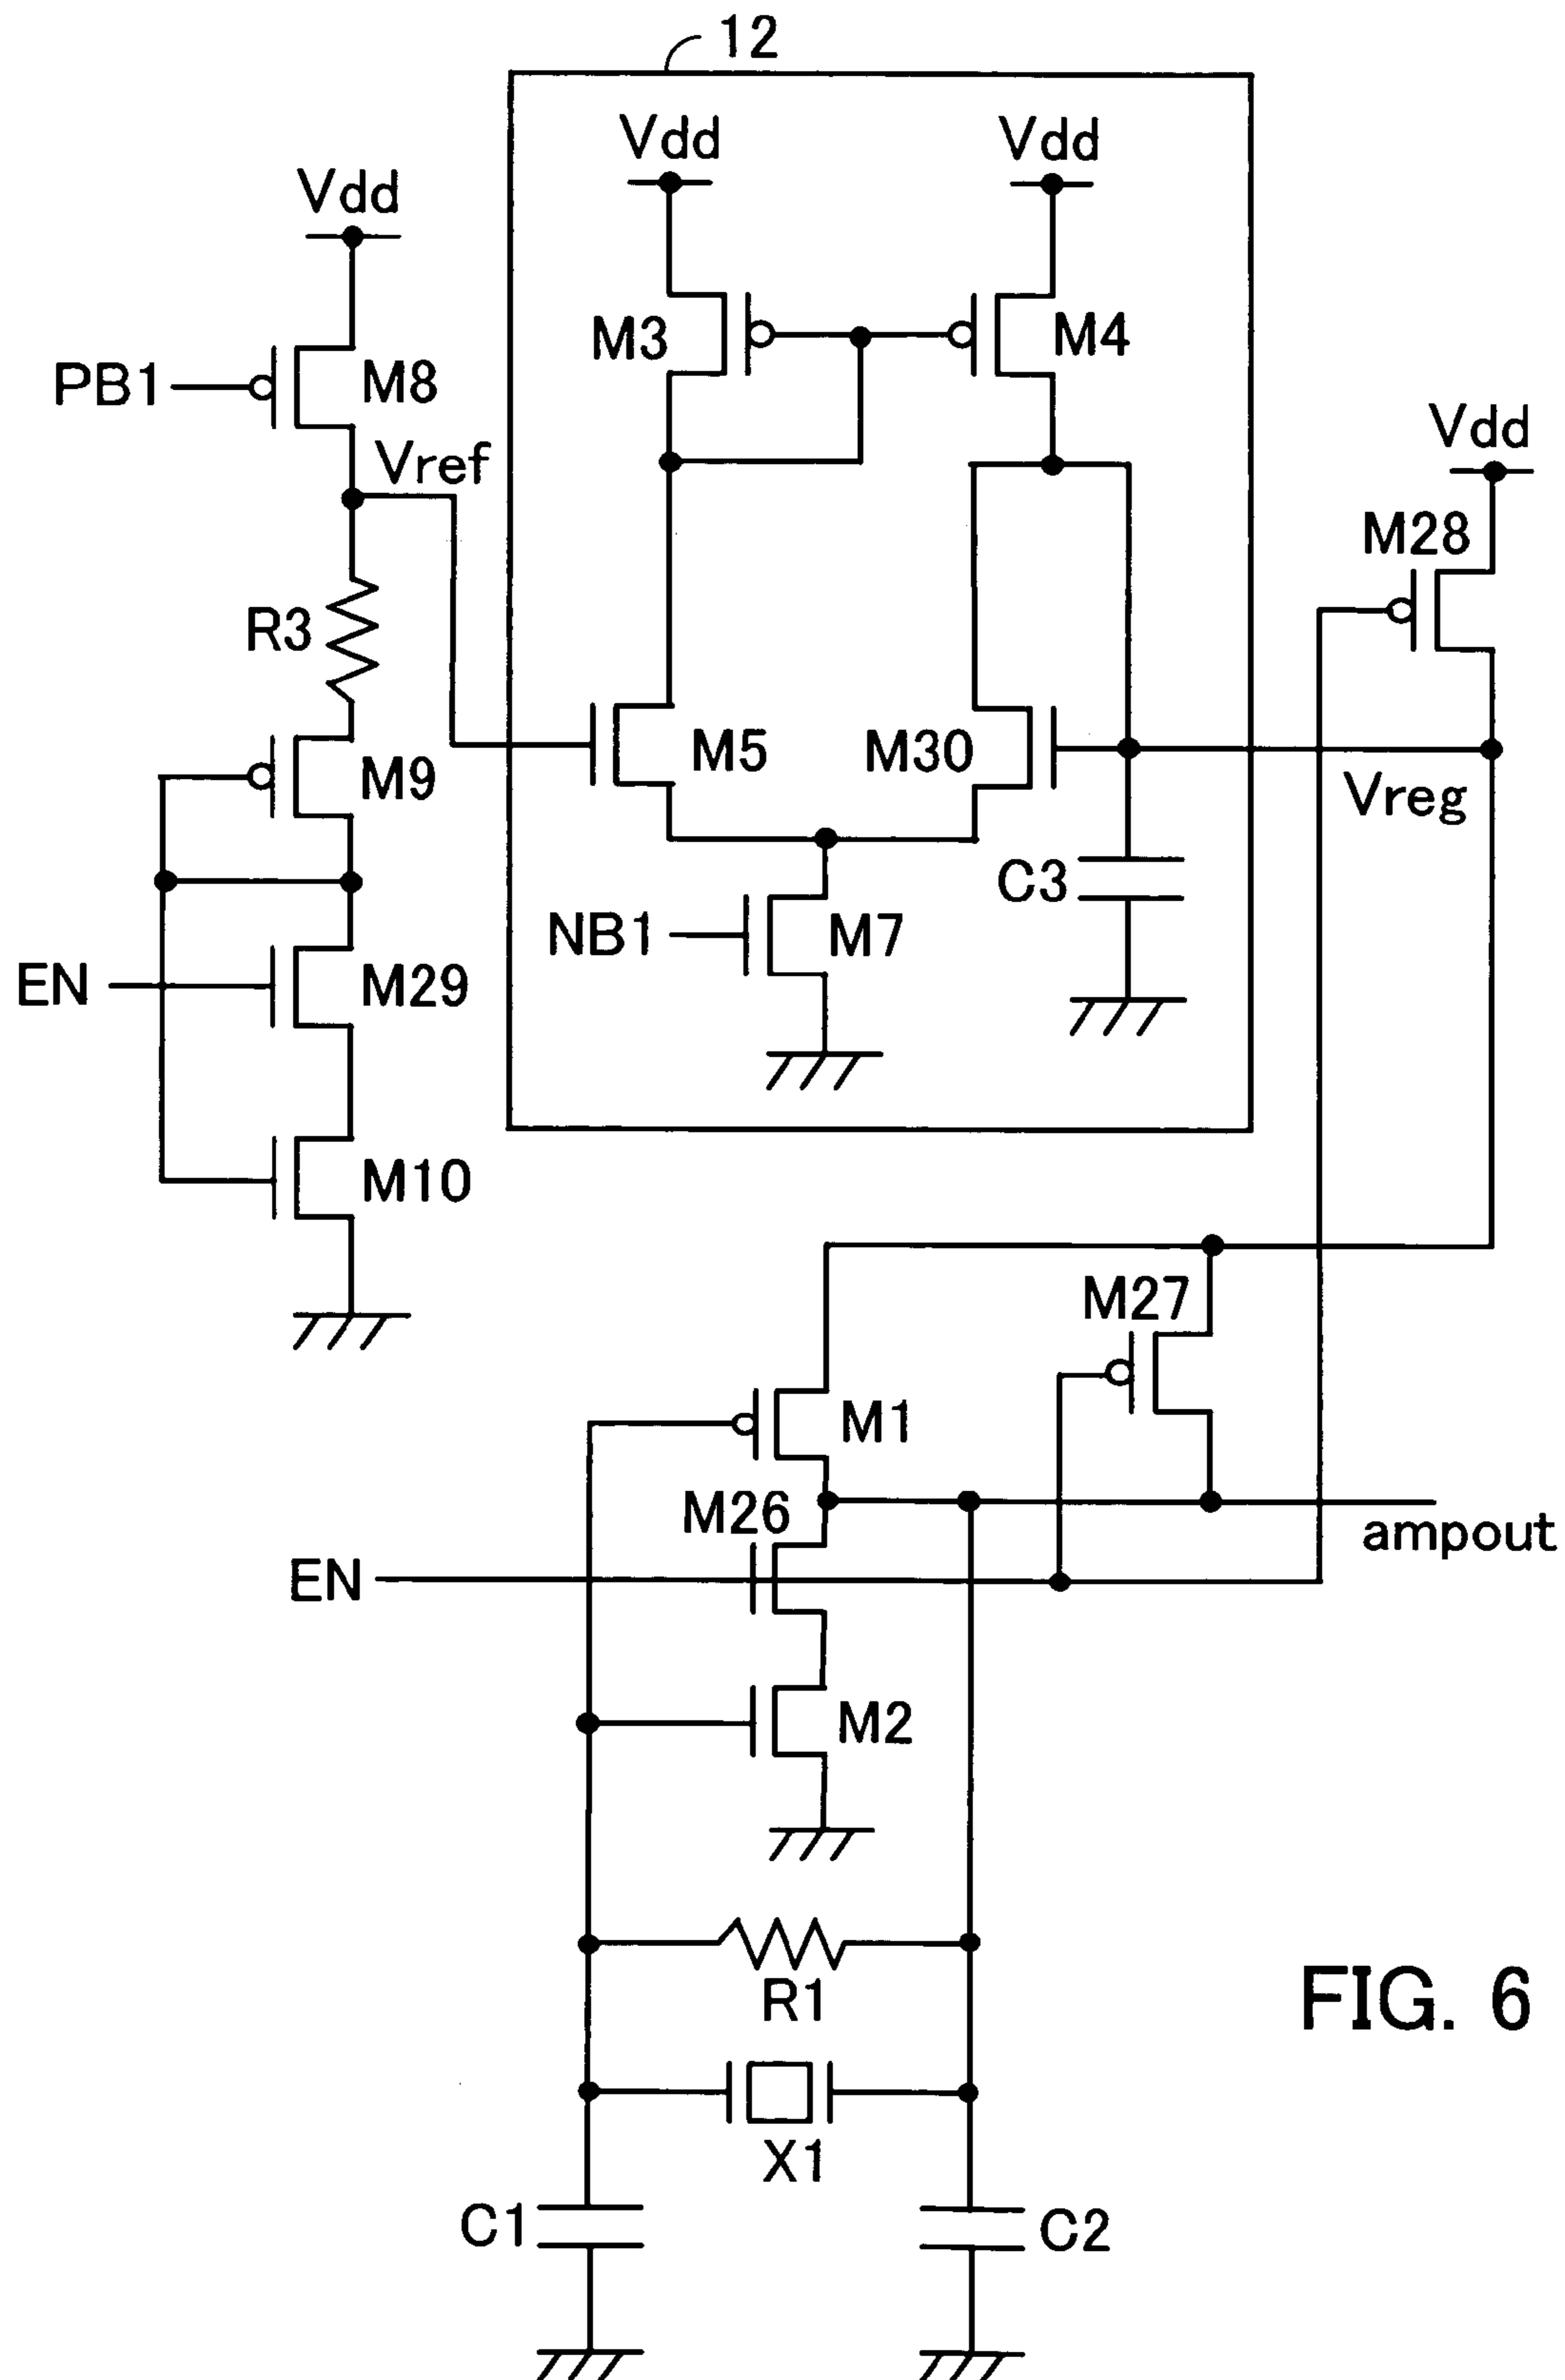 12
Vdd
Vdd
Vdd
M3
M4
PB1
M8
Vref
Vdd
M28
R3
M5
M30
M9
Vreg
C3
NB1
M7
EN
M29
M10
M27
M1
M26
ampout
EN
M2
R1
FIG. 6
X1
C1
C2